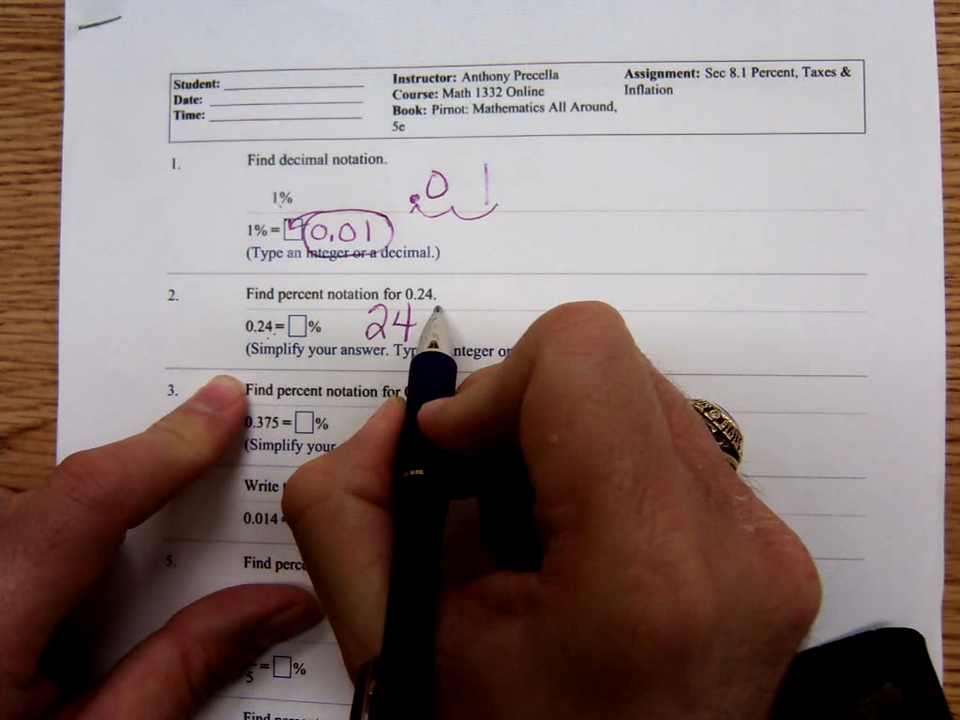 Student:
Date:
Time:
Instructor: Anthony Precella
Course: Math 1332 Online
Book: Pirnot: Mathematics All Around,
5e
Assignment: Sec 8.1 Percent, Taxes &
Inflation
1. Find decimal notation.
1%
.01
1% = 0.01
(Type an integer or a decimal.)
2. Find percent notation for 0.24.
0.24 = % 24
(Simplify your answer. Typ nteger or
3. Find percent notation for
0.375 = %
(Simplify your
Write
0.014 =
5. Find perce
5 = %